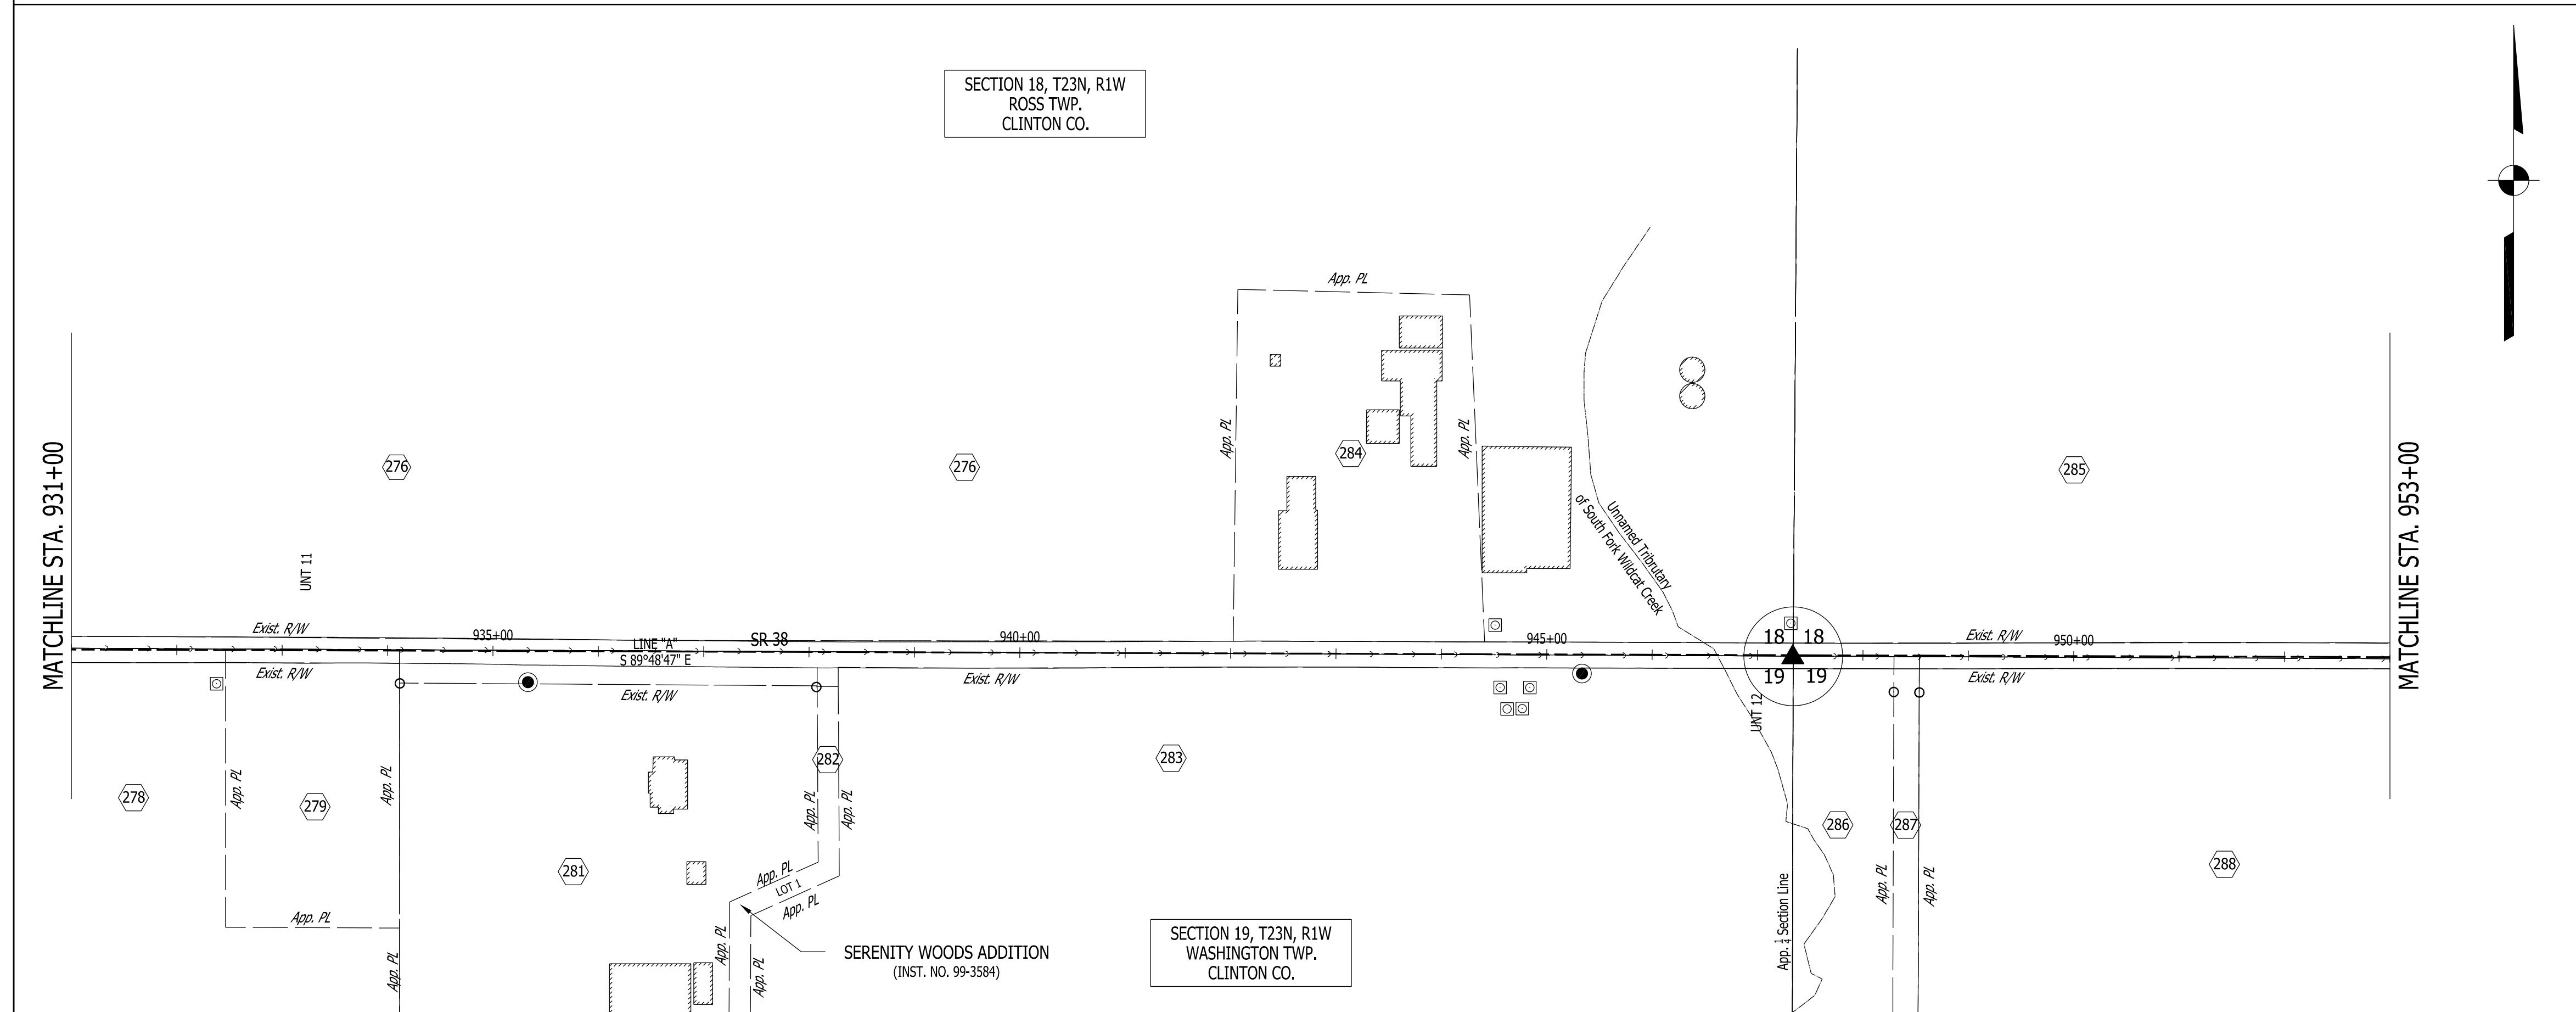 SECTION 18, T23N, R1W
ROSS TWP.
CLINTON CO.
App. PL
App. PL
App. PL
276
276
284
285
MATCHLINE STA. 931+00
MATCHLINE STA. 953+00
UNT 11
Unnamed Tributary
of South Fork Wildcat Creek
Exist. R/W
935+00
LINE "A"
SR 38
940+00
945+00
18
18
Exist. R/W
950+00
S 89°48'47" E
Exist. R/W
Exist. R/W
Exist. R/W
19
19
Exist. R/W
UNT 12
278
App. PL
279
App. PL
282
App. PL
App. PL
283
286
287
288
281
App. PL
LOT 1
App. PL
App. PL
App. PL
App. PL
App. PL
App. 1/4 Section Line
App. PL
App. PL
SERENITY WOODS ADDITION
(INST. NO. 99-3584)
SECTION 19, T23N, R1W
WASHINGTON TWP.
CLINTON CO.